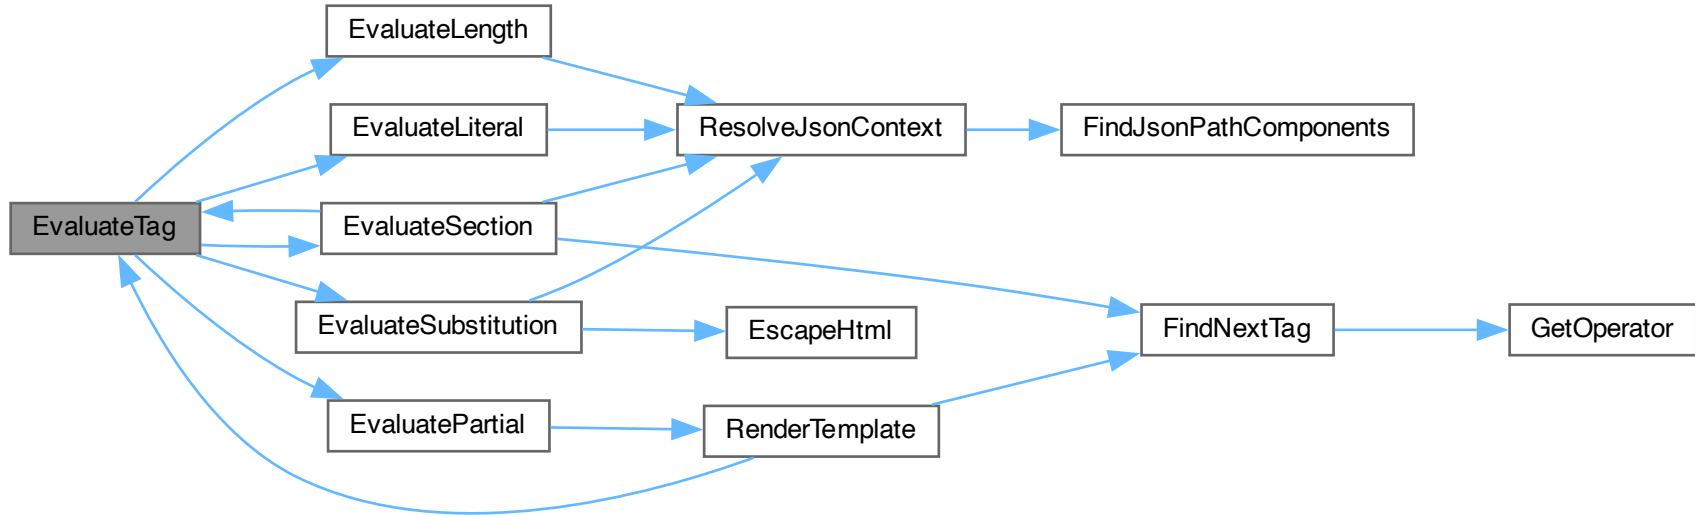 EvaluateLength
EvaluateLiteral
ResolveJsonContext
FindJsonPathComponents
EvaluateTag
EvaluateSection
EvaluateSubstitution
EscapeHtml
FindNextTag
GetOperator
EvaluatePartial
RenderTemplate